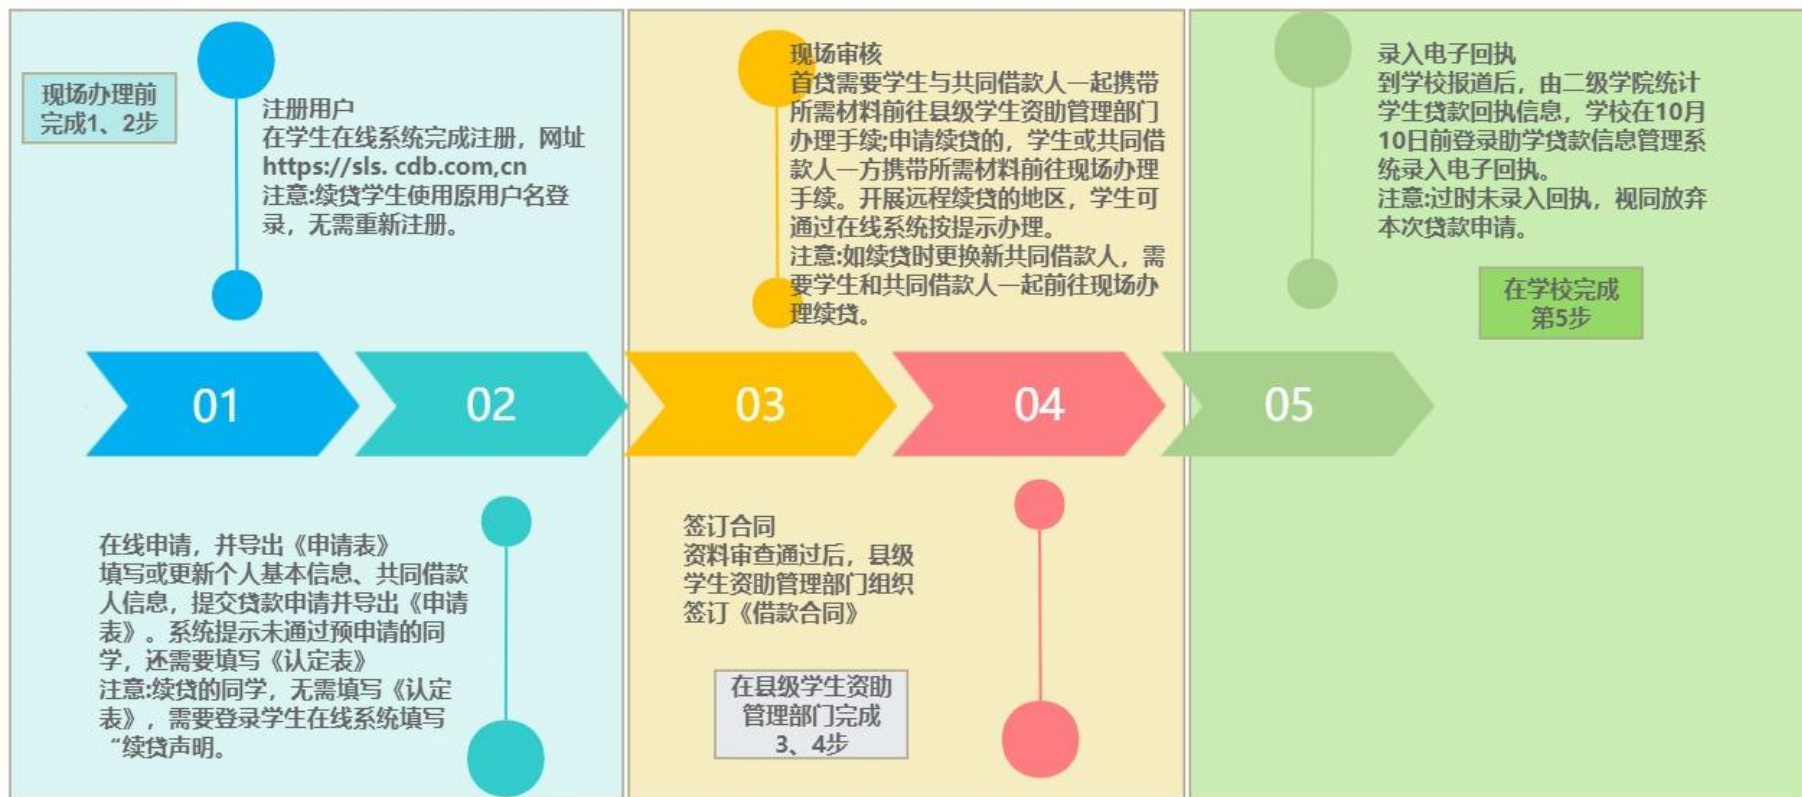 现场办理前
完成1、2步
注册用户
在学生在线系统完成注册，网址
https://sls. cdb.com,cn
注意:续贷学生使用原用户名登
录，无需重新注册。
现场审核
首贷需要学生与共同借款人一起携带
所需材料前往县级学生资助管理部门
办理手续;申请续贷的，学生或共同借
款人一方携带所需材料前往现场办理
手续。开展远程续贷的地区，学生可
通过在线系统按提示办理。
注意:如续贷时更换新共同借款人，需
要学生和共同借款人一起前往现场办
理续贷。
录入电子回执
到学校报道后，由二级学院统计
学生贷款回执信息，学校在10月
10日前登录助学贷款信息管理系
统录入电子回执。
注意:过时未录入回执，视同放弃
本次贷款申请。
在学校完成
第5步
01
02
03
04
05
在线申请，并导出《申请表》
填写或更新个人基本信息、共同借款
人信息，提交贷款申请并导出《申请
表》。系统提示未通过预申请的同
学，还需要填写《认定表》
注意:续贷的同学，无需填写《认定
表》，需要登录学生在线系统填写
“续贷声明。
签订合同
资料审查通过后，县级
学生资助管理部门组织
签订《借款合同》
在县级学生资助
管理部门完成
3、4步